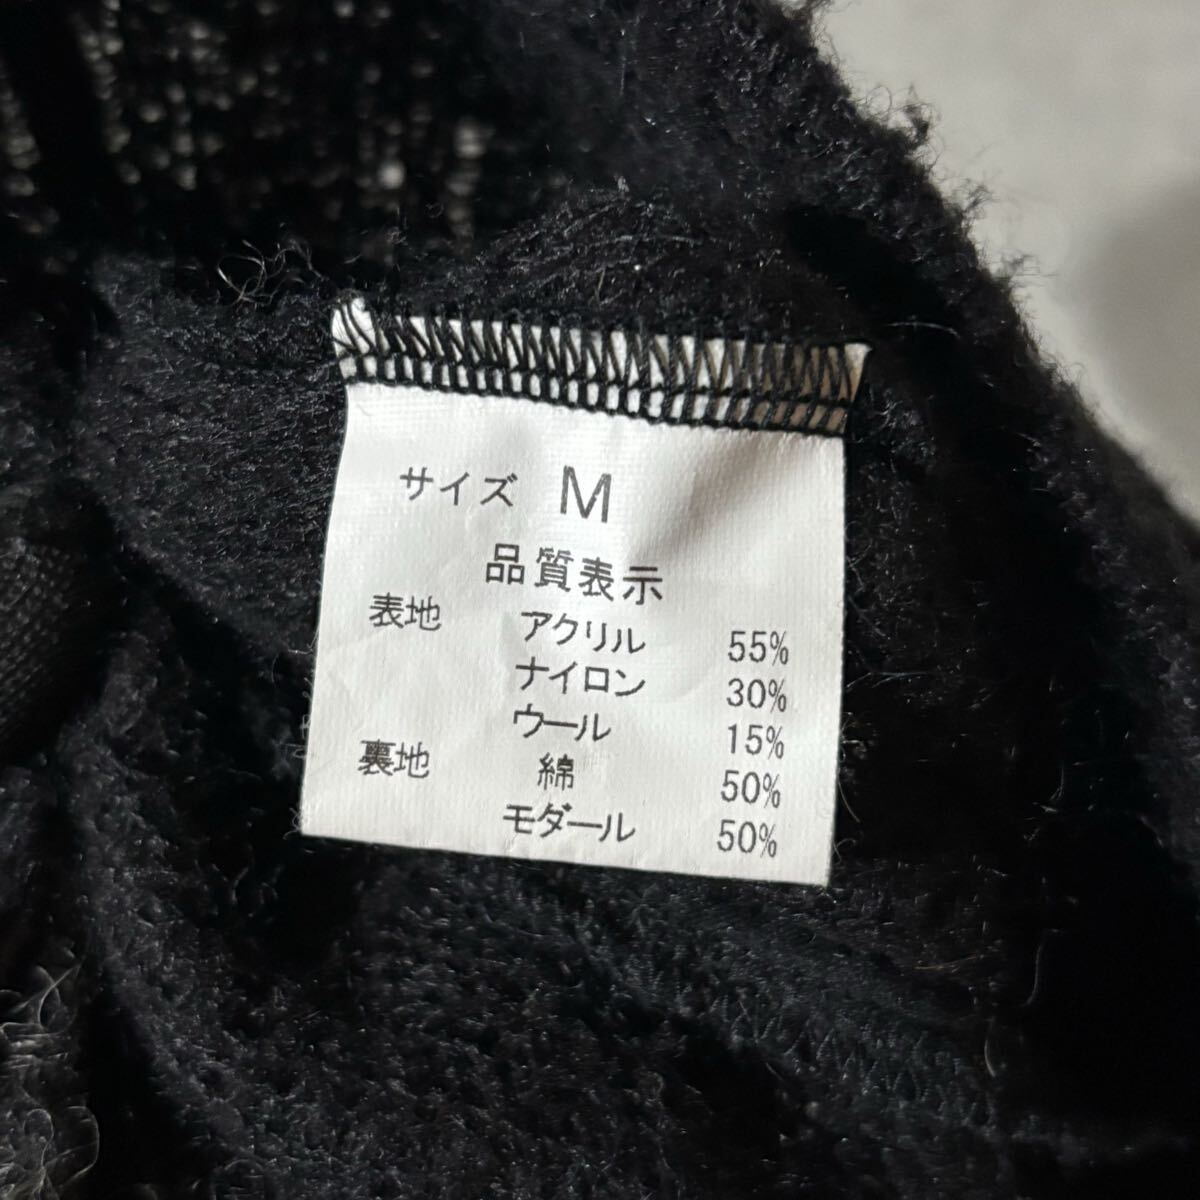 サイズ M
品質表示
表地 アクリル 55%
ナイロン 30%
ウール 15%
裏地 綿 50%
モダール 50%